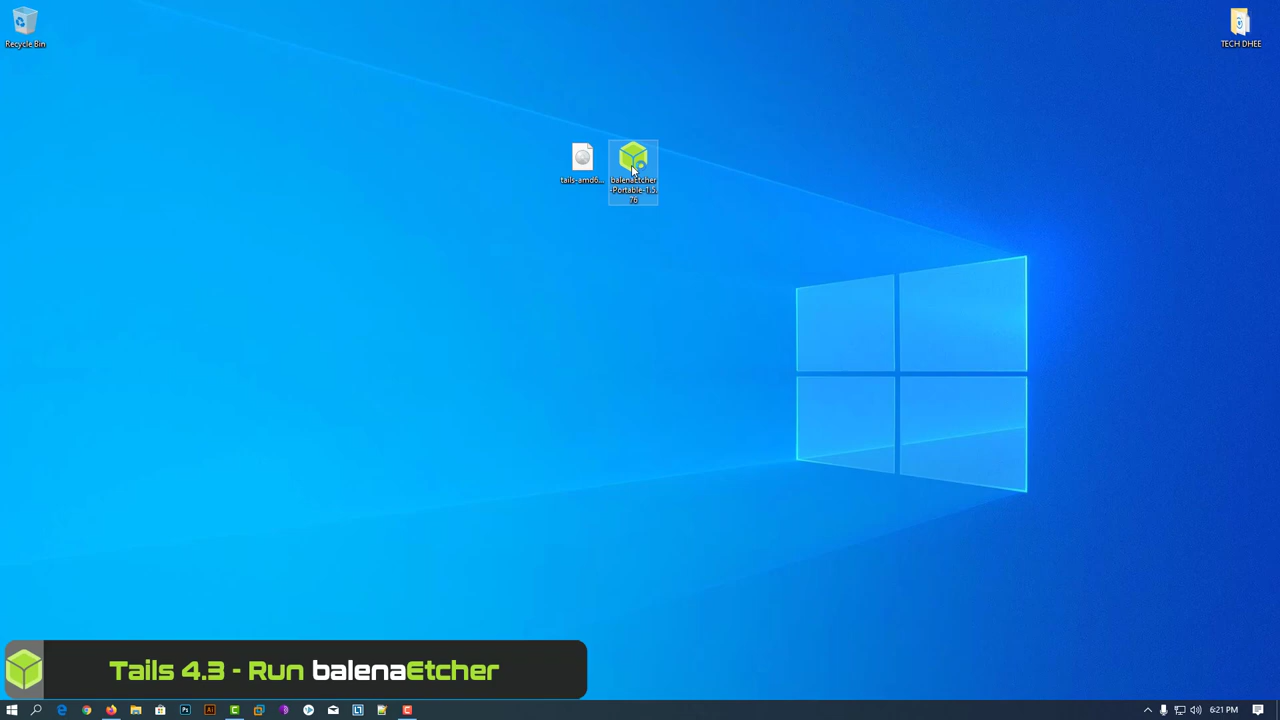 Recycle Bin
TECH DHEE
tails-amd6...
balenaEtcher
-Portable-1.5.
76
Tails 4.3 - Run balenaEtcher
6:21 PM